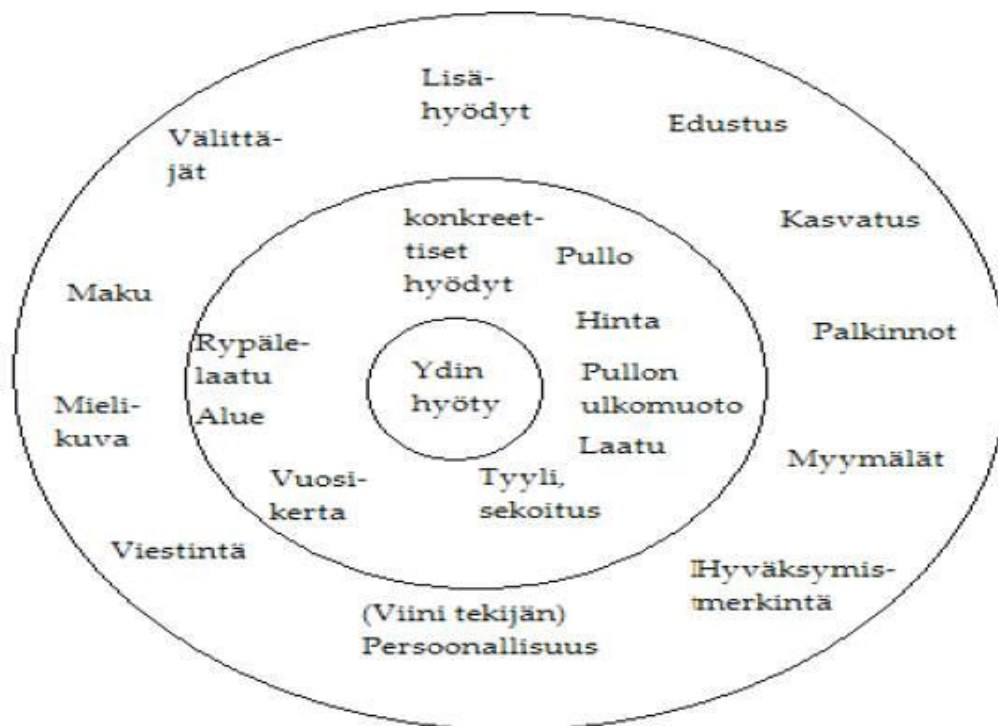 Lisä-
hyödyt
Edustus
Välittä-
jät
Kasvatus
Maku
Palkinnot
Mieli-
kuva
Myymälät
Viestintä
Hyväksymis-
merkintä
(Viini tekijän)
Persoonallisuus
konkreet-
tiset
hyödyt
Pullo
Hinta
Rypäle-
laatu
Pullon
ulkomuoto
Alue
Laatu
Vuosi-
kerta
Tyyli,
sekoitus
Ydin
hyöty